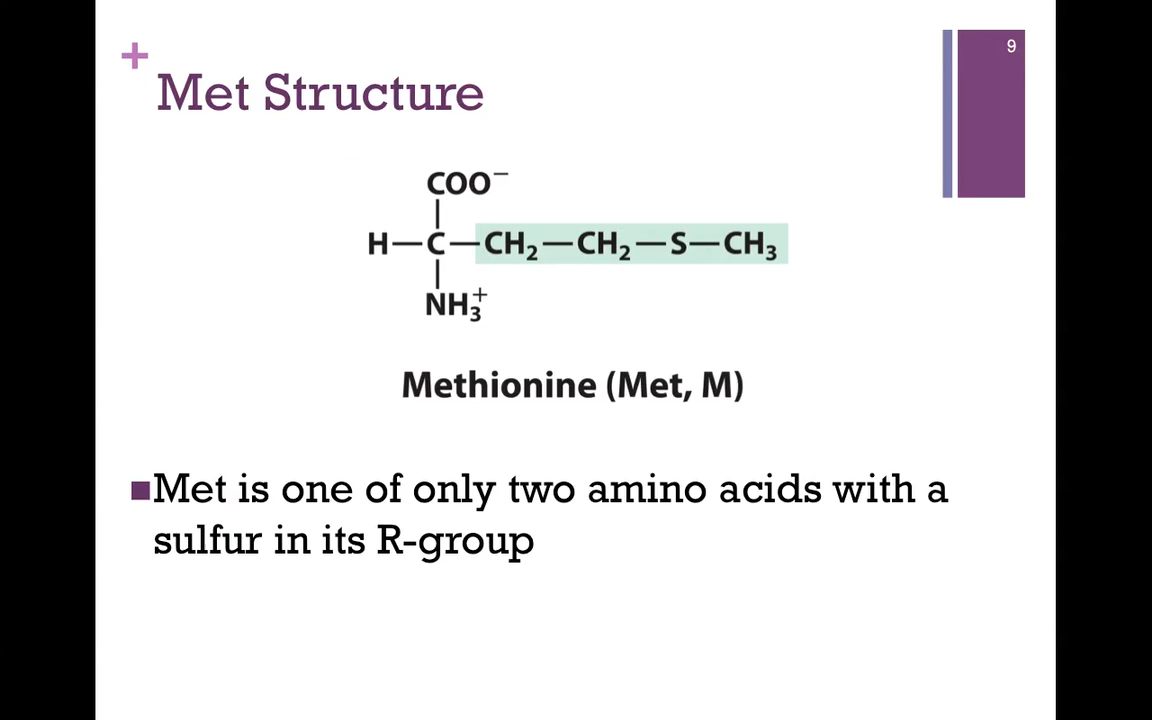 9
+
Met Structure
COO⁻
H—C—CH₂—CH₂—S—CH₃
NH₃⁺
Methionine (Met, M)
Met is one of only two amino acids with a
sulfur in its R-group